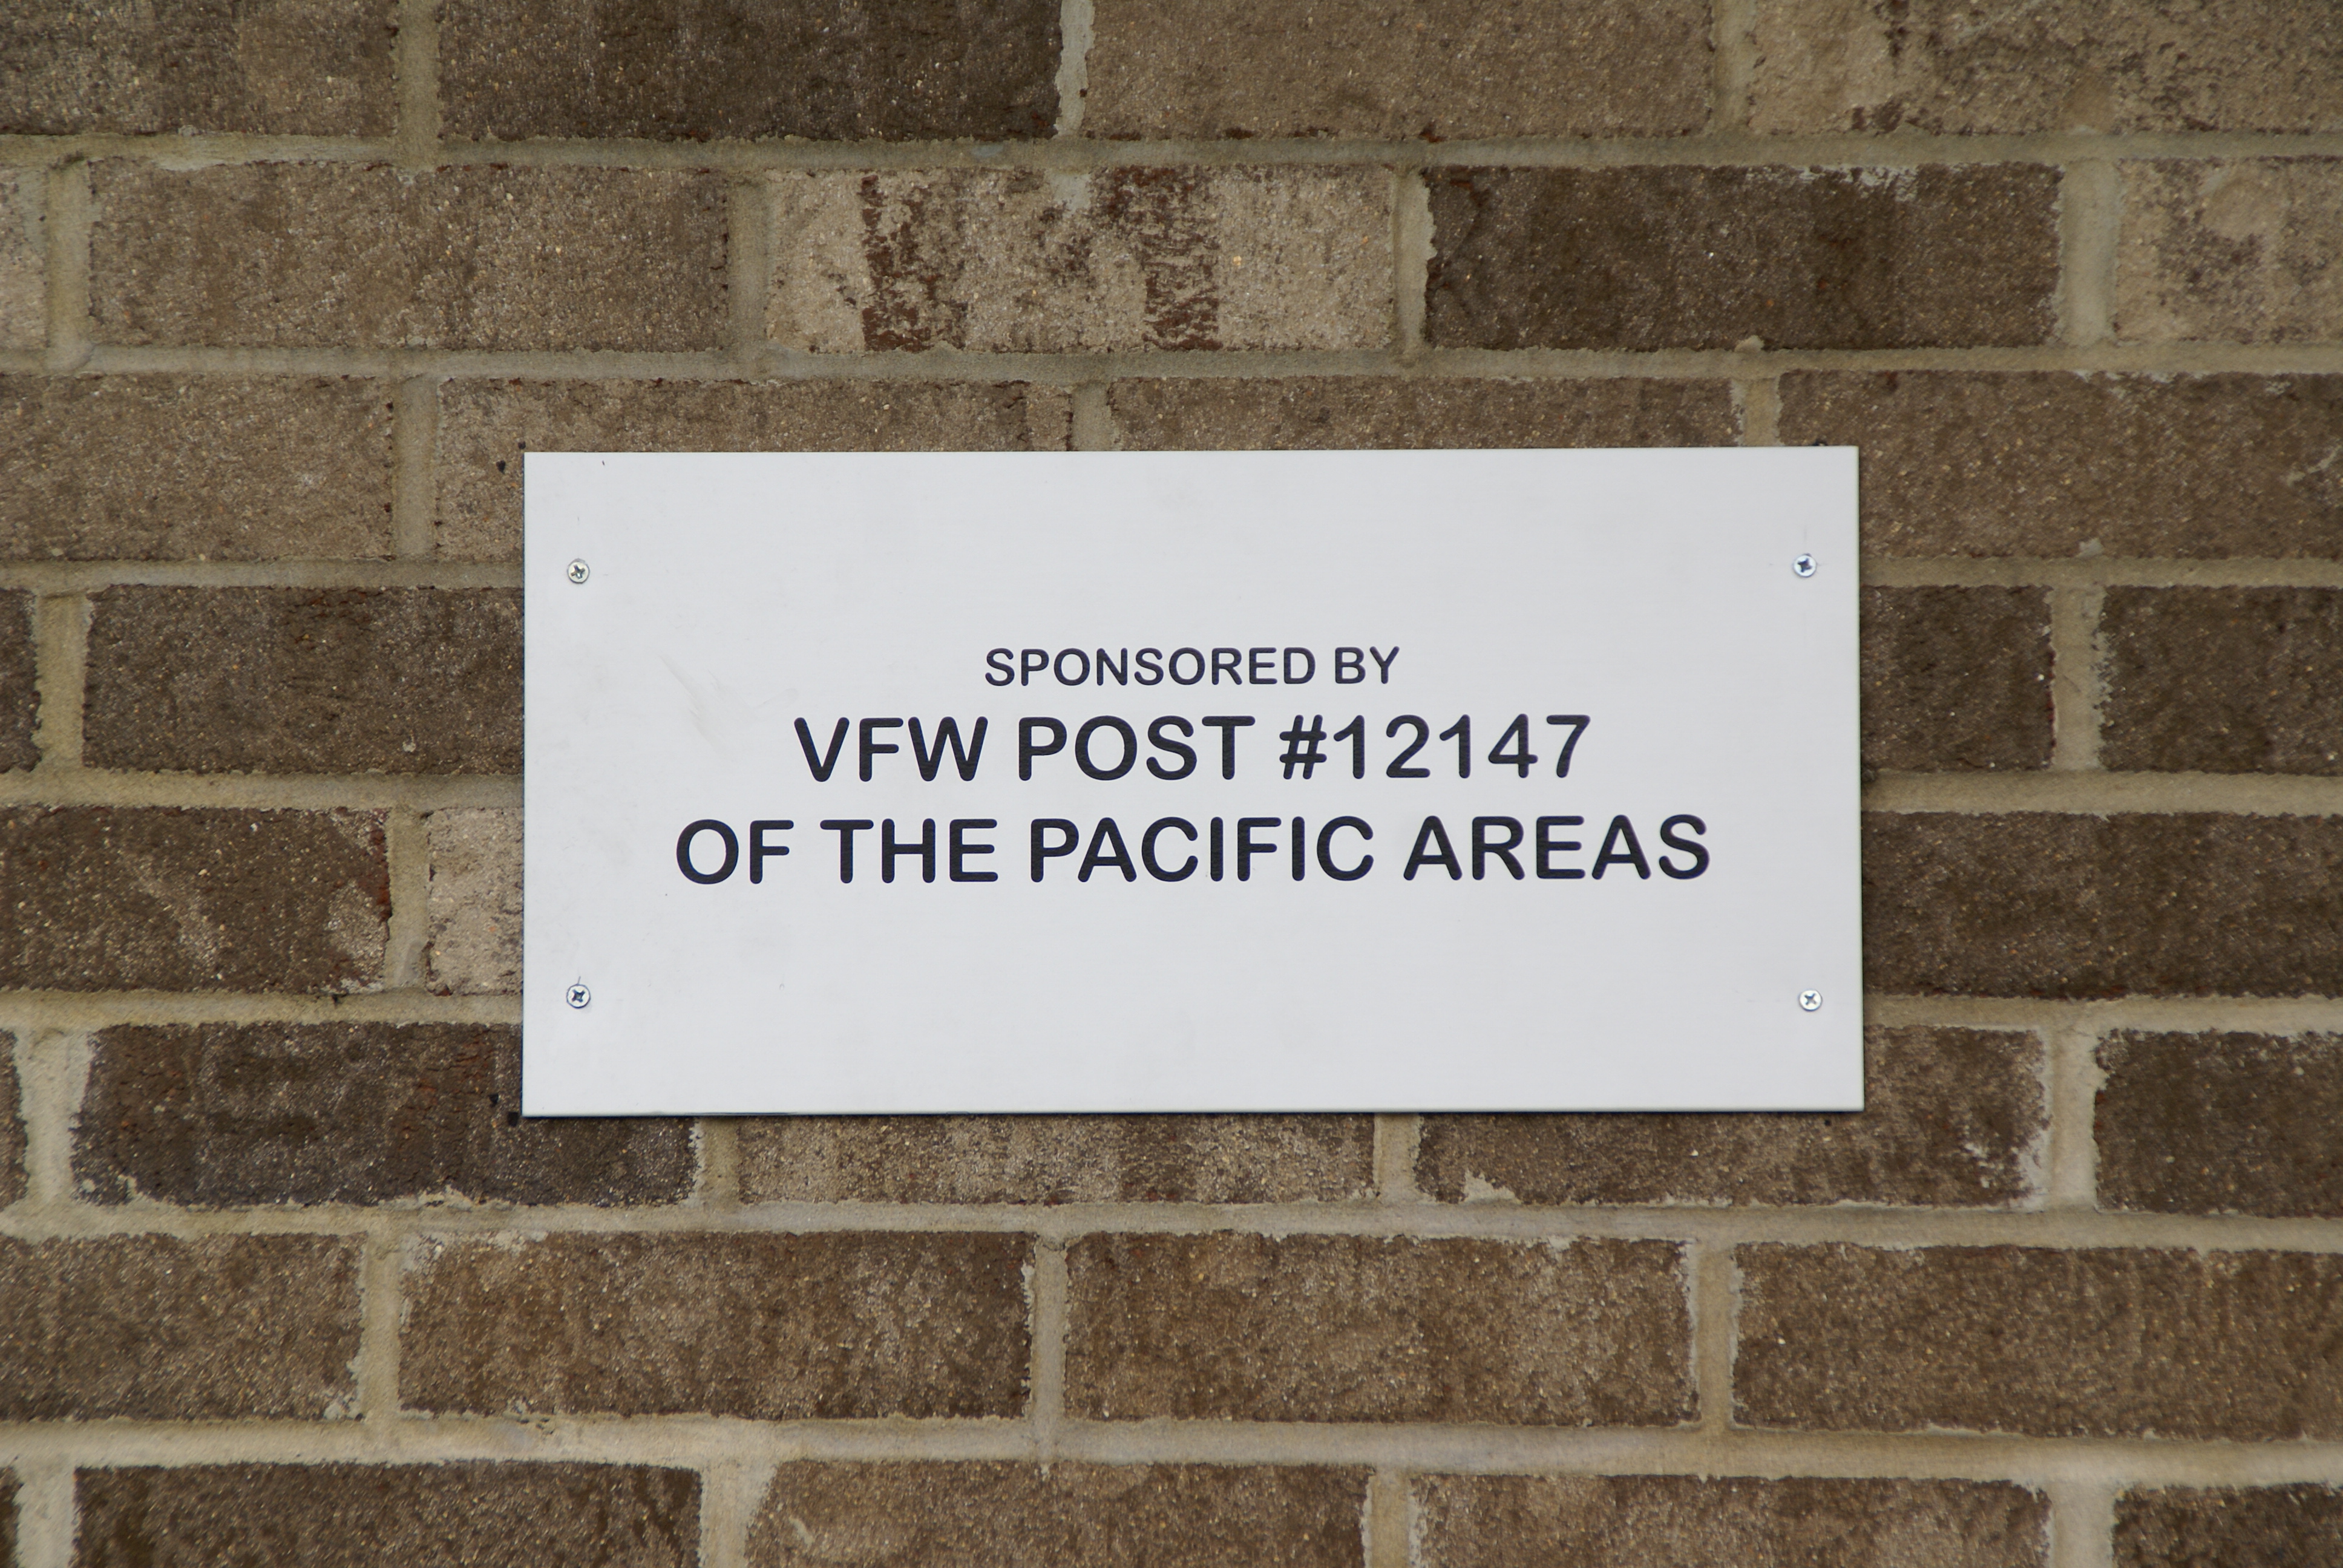 SPONSORED BY
VFW POST #12147
OF THE PACIFIC AREAS